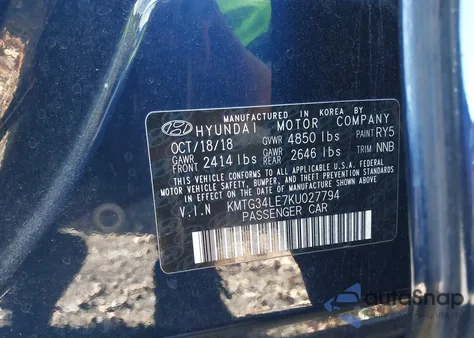 MANUFACTURED IN KOREA BY
HYUNDAI MOTOR COMPANY
OCT/18/18 GVWR 4850 lbs PAINT RY5
GAWR FRONT 2414 lbs GAWR REAR 2646 lbs TRIM NNB
THIS VEHICLE CONFORMS TO ALL APPLICABLE U.S.A. FEDERAL
MOTOR VEHICLE SAFETY BUMPER, AND THEFT PREVENTION STANDARDS
IN EFFECT ON THE DATE OF MANUFACTURE SHOWN ABOVE.
V.I.N KMTG34LE7KU027794
PASSENGER CAR
autoSnap